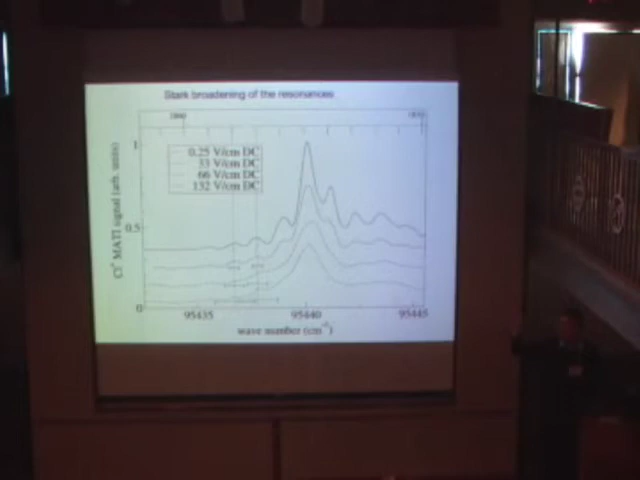 Stark broadening of the resonances
0.25 V/cm DC
33 V/cm DC
66 V/cm DC
132 V/cm DC
1
0.5
0
MATI signal (arb. units)
95435
95440
95445
wave number (cm⁻¹)